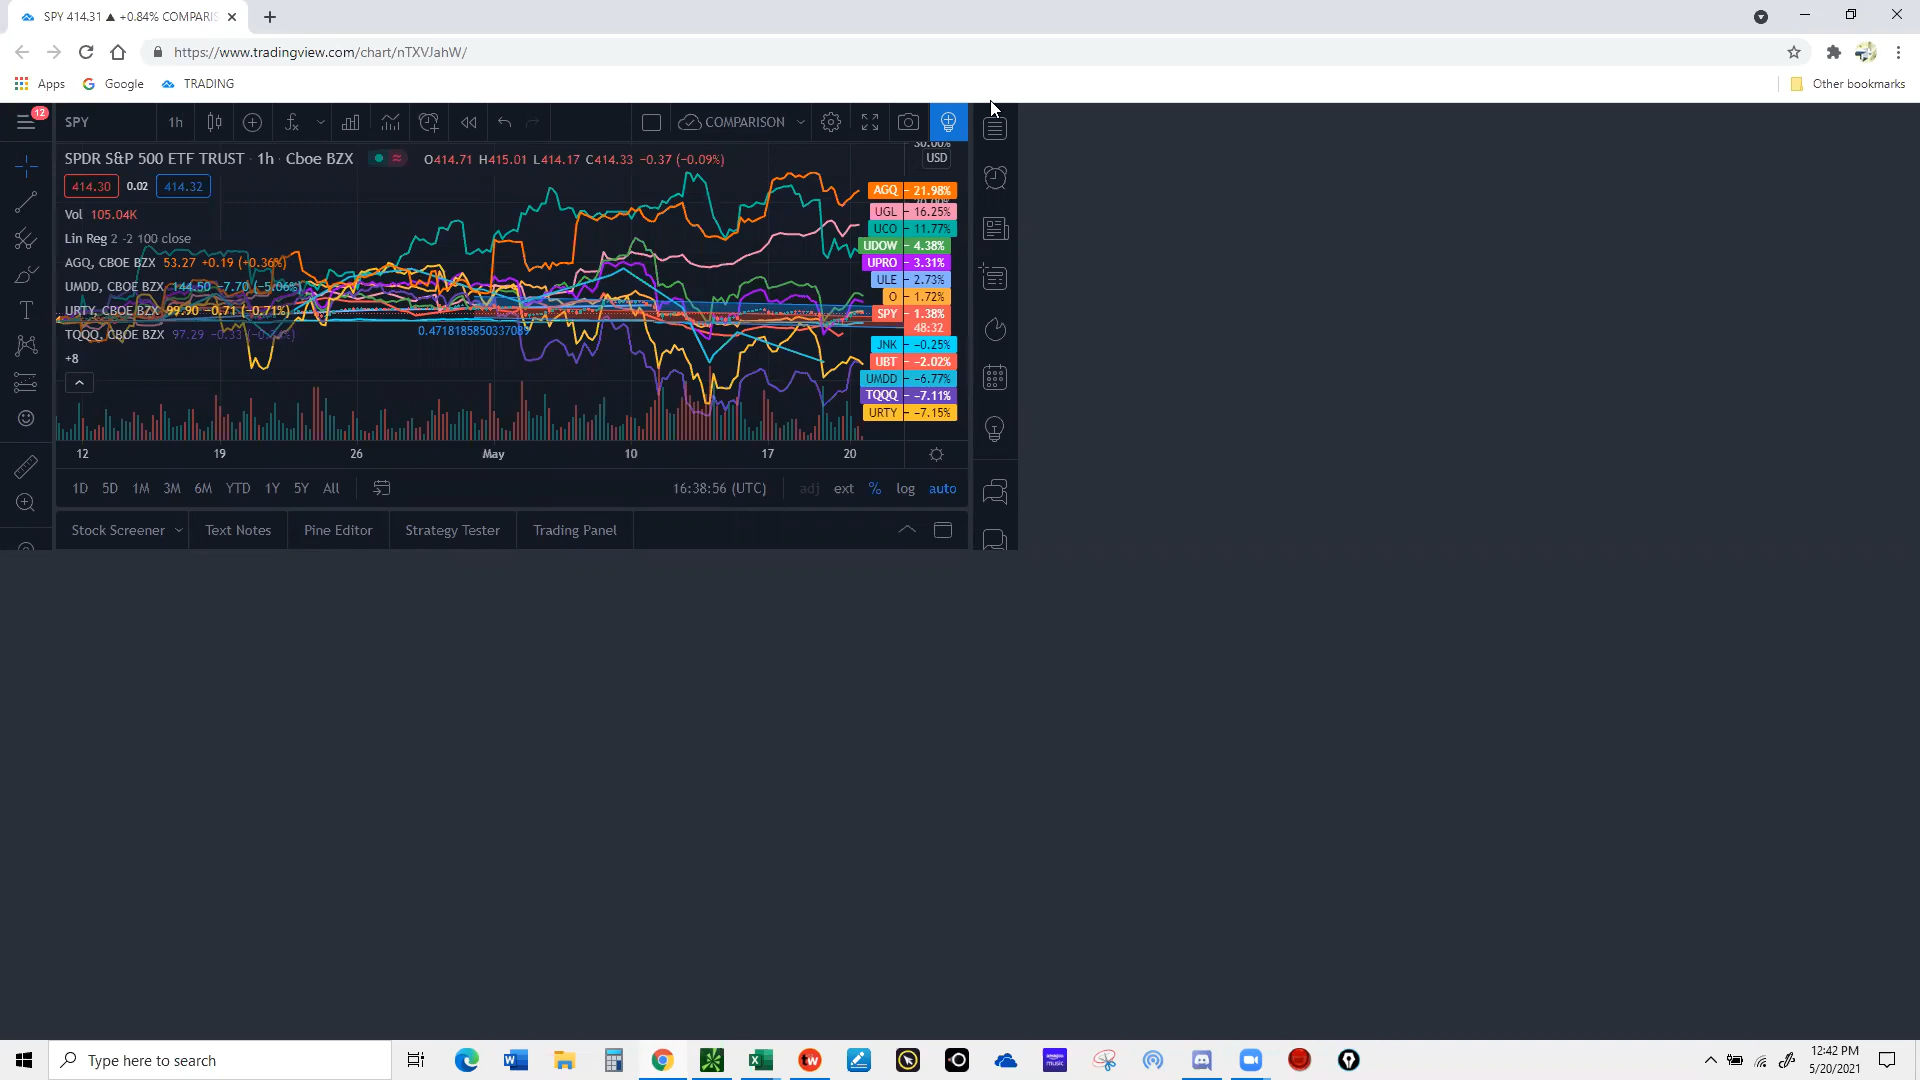 SPY 414.31 ▲ +0.84% COMPARIS
https://www.tradingview.com/chart/nTXVJahW/
Apps Google TRADING Other bookmarks
12 SPY 1h COMPARISON
SPDR S&P 500 ETF TRUST · 1h · Cboe BZX O414.71 H415.01 L414.17 C414.33 −0.37 (−0.09%)
30.00%
USD
414.30 0.02 414.32
Vol 105.04K
Lin Reg 2 -2 100 close
AGQ, CBOE BZX 53.27 +0.19 (+0.36%)
UMDD, CBOE BZX 144.50 −7.70 (−5.06%)
URTY, CBOE BZX 99.90 −0.71 (−0.71%)
TQQQ, CBOE BZX 97.29
+8
0.4718185850337089
AGQ 21.98%
UGL 16.25%
UCO 11.77%
UDOW 4.38%
UPRO 3.31%
ULE 2.73%
O 1.72%
SPY 1.38%
48:32
JNK −0.25%
UBT −2.02%
UMDD −6.77%
TQQQ −7.11%
URTY −7.15%
12 19 26 May 10 17 20
1D 5D 1M 3M 6M YTD 1Y 5Y All 16:38:56 (UTC) adj ext % log auto
Stock Screener Text Notes Pine Editor Strategy Tester Trading Panel
Type here to search
tw
amazon music
12:42 PM
5/20/2021